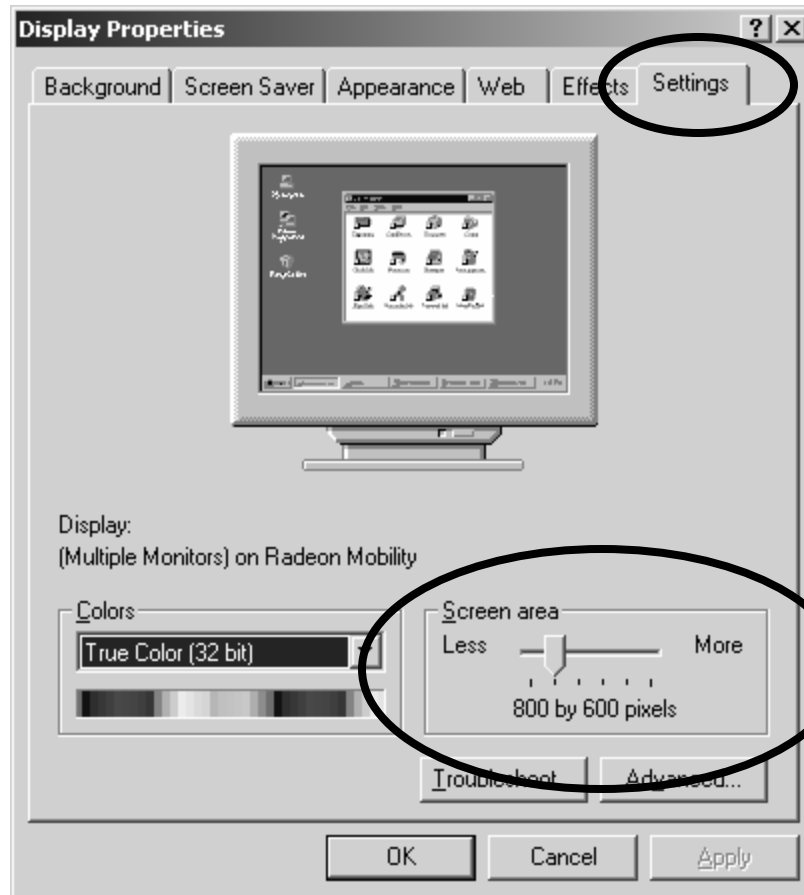 Display Properties
? ×
Background Screen Saver Appearance Web Effects Settings
Display:
(Multiple Monitors) on Radeon Mobility
Colors
True Color (32 bit)
Screen area
Less More
800 by 600 pixels
Troubleshoot... Advanced...
OK Cancel Apply